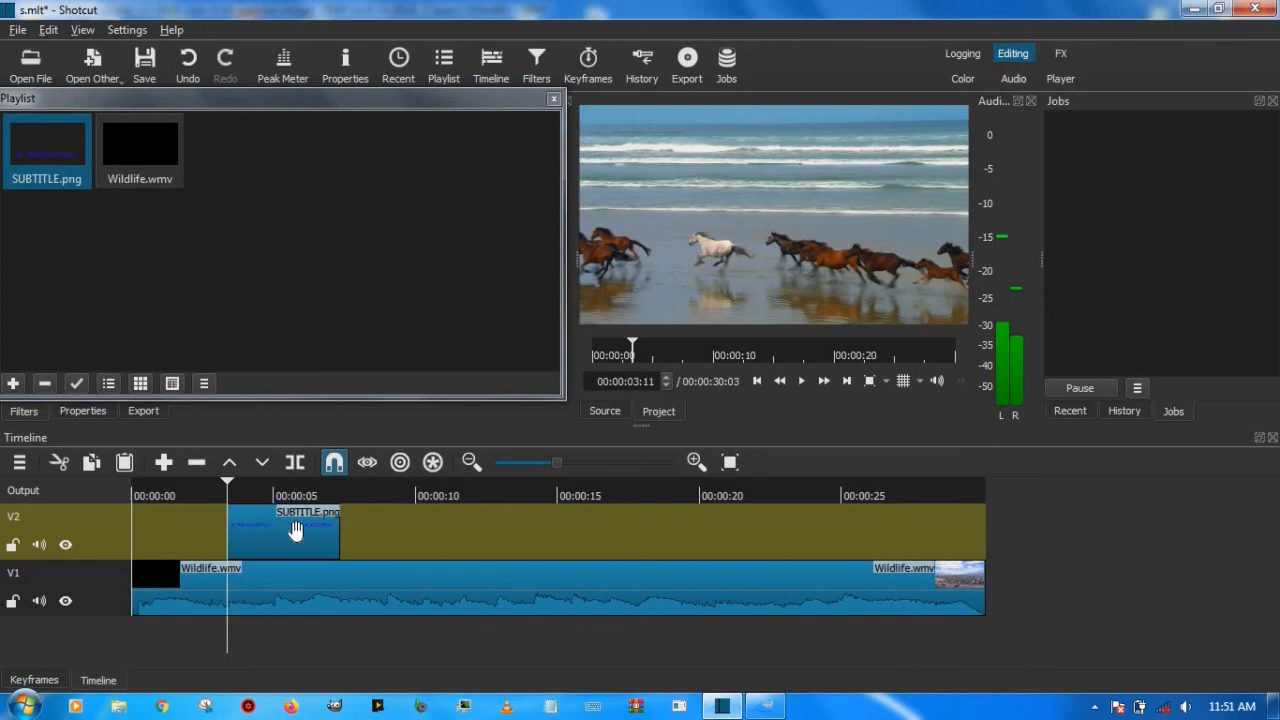 s.mlt* - Shotcut
File Edit View Settings Help
Open File Open Other... Save Undo Redo Peak Meter Properties Recent Playlist Timeline Filters Keyframes History Export Jobs
Logging Editing FX
Color Audio Player
Playlist
SUBTITLE.png Wildlife.wmv
Audi...
Jobs
0
-5
-10
-15
-20
-25
-30
-35
-40
-50
L R
00:00:00 00:00:10 00:00:20
00:00:03:11 / 00:00:30:03
Pause
Filters Properties Export
Source Project
Recent History Jobs
Timeline
Output
00:00:00 00:00:05 00:00:10 00:00:15 00:00:20 00:00:25
V2
SUBTITLE.png
V1
Wildlife.wmv Wildlife.wmv
Keyframes Timeline
11:51 AM